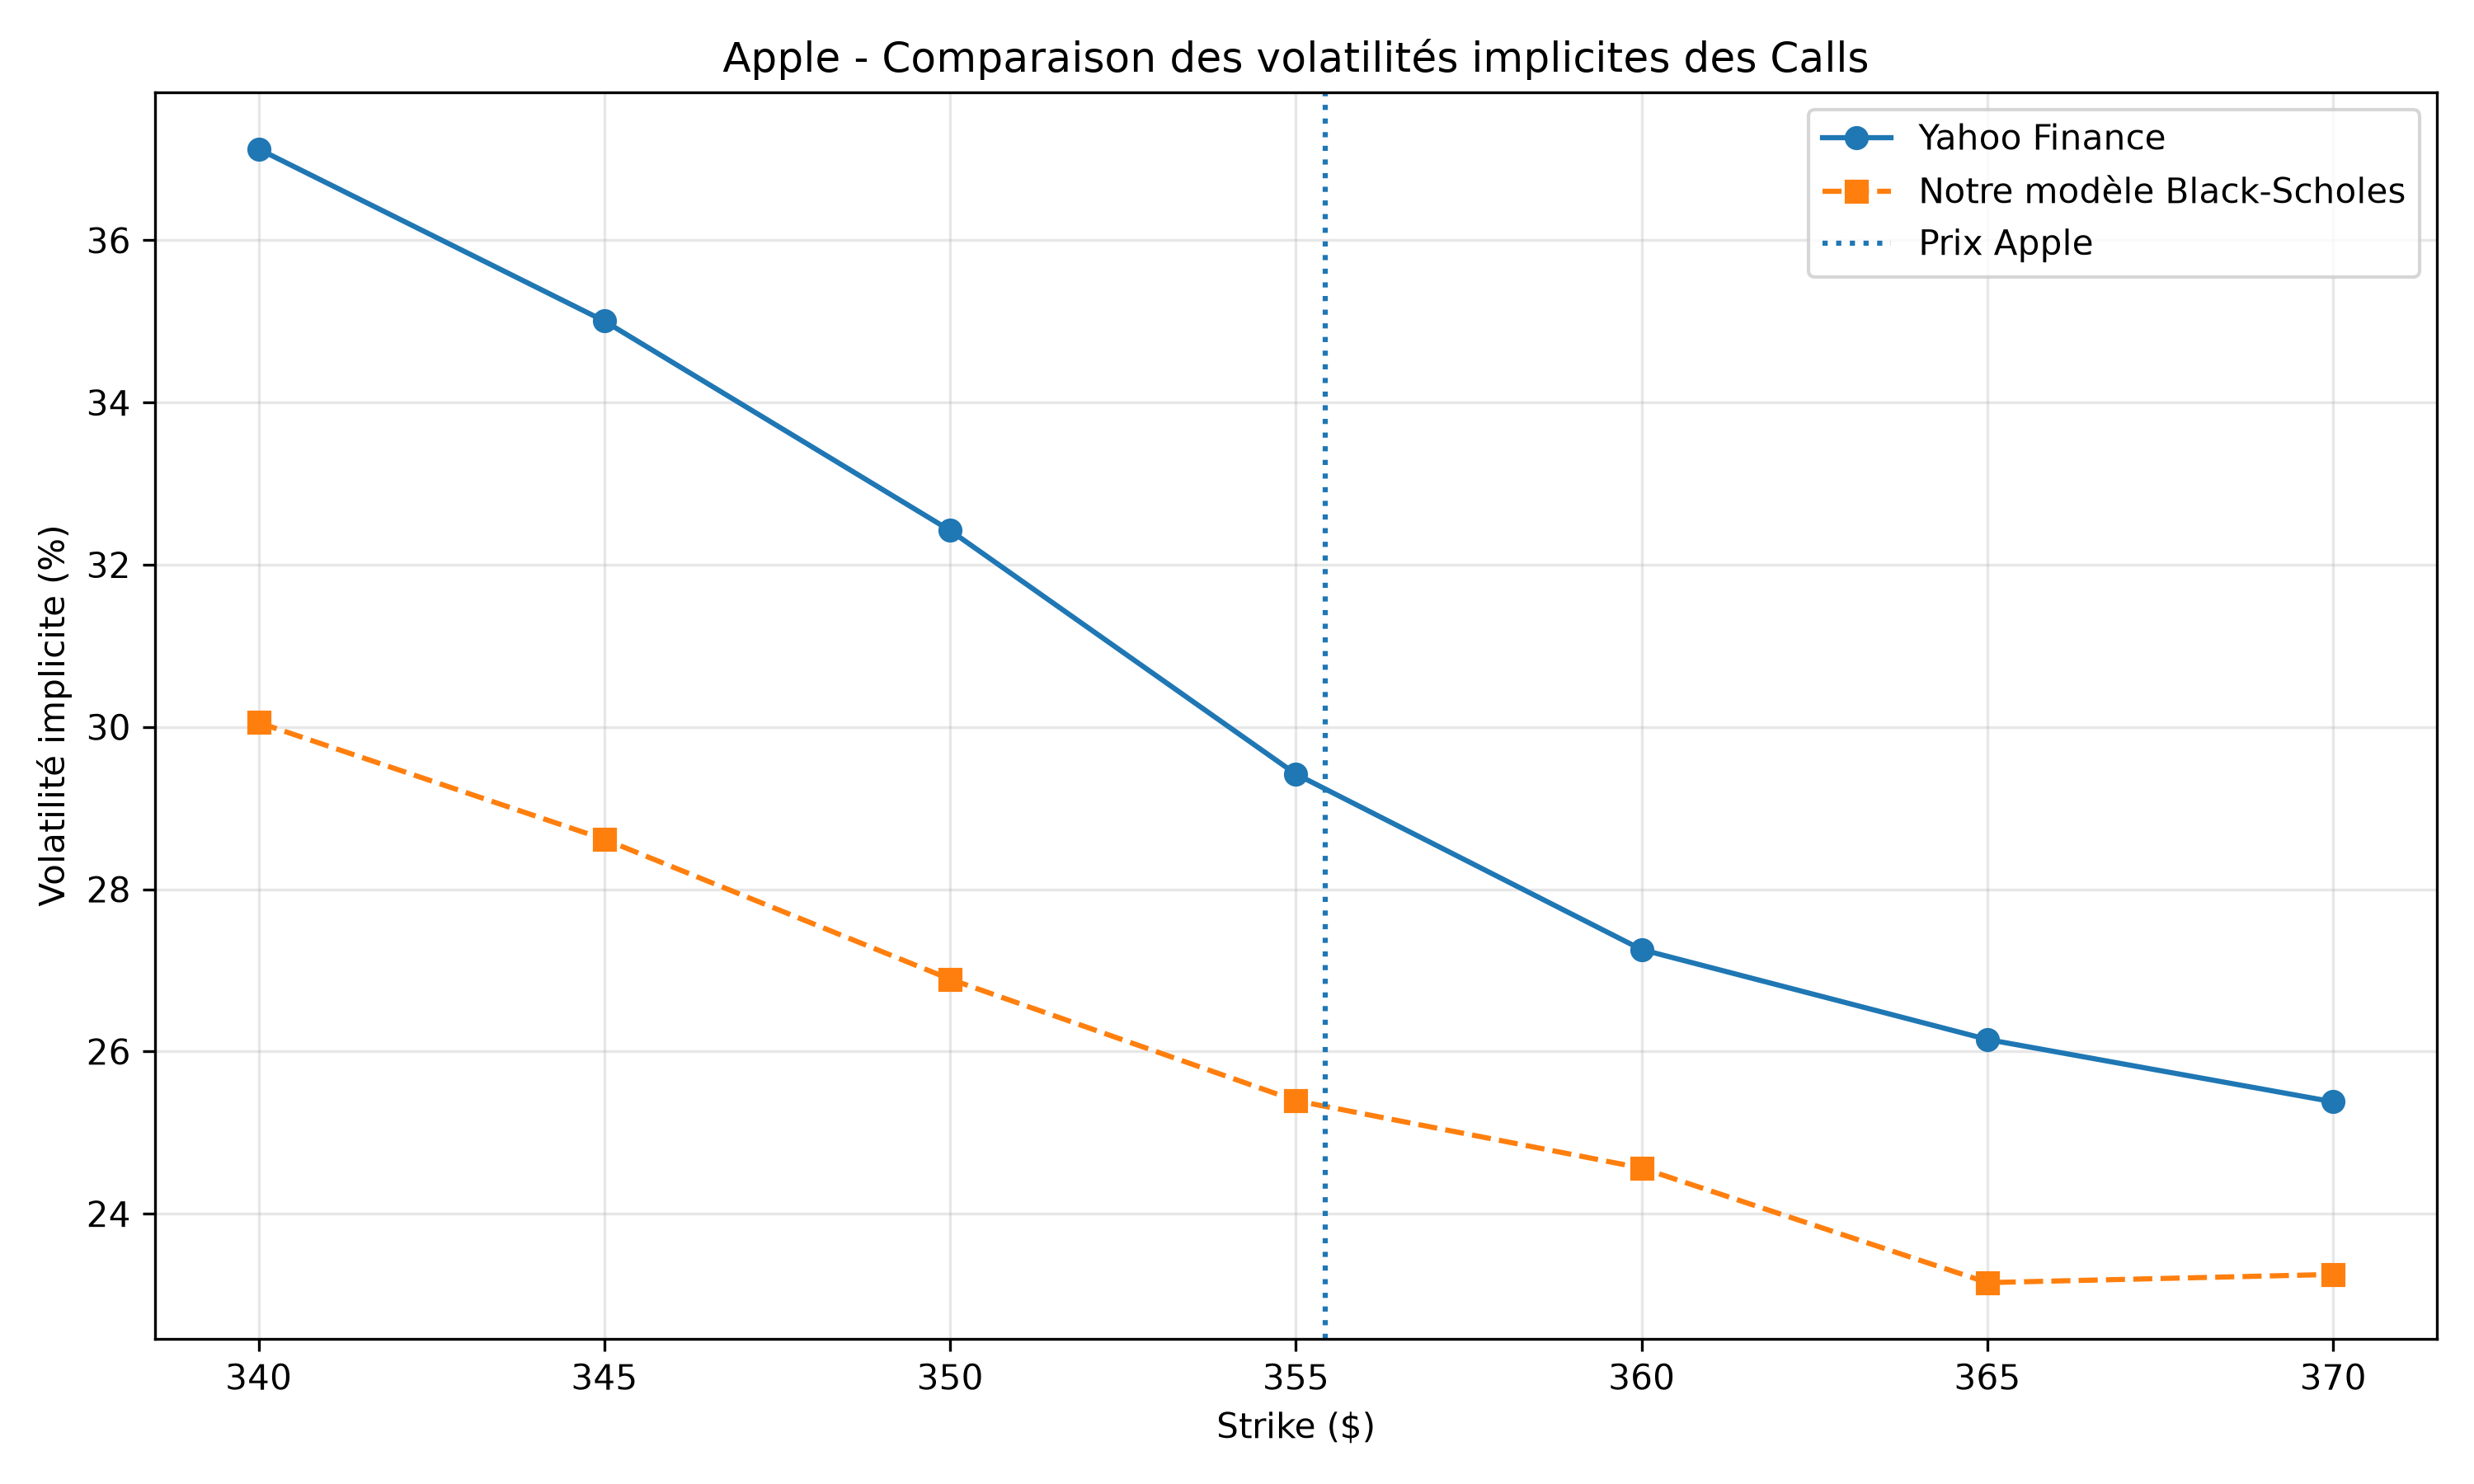 Apple - Comparaison des volatilités implicites des Calls
Yahoo Finance
Notre modèle Black-Scholes
Prix Apple
Volatilité implicite (%)
36
34
32
30
28
26
24
340 345 350 355 360 365 370
Strike ($)